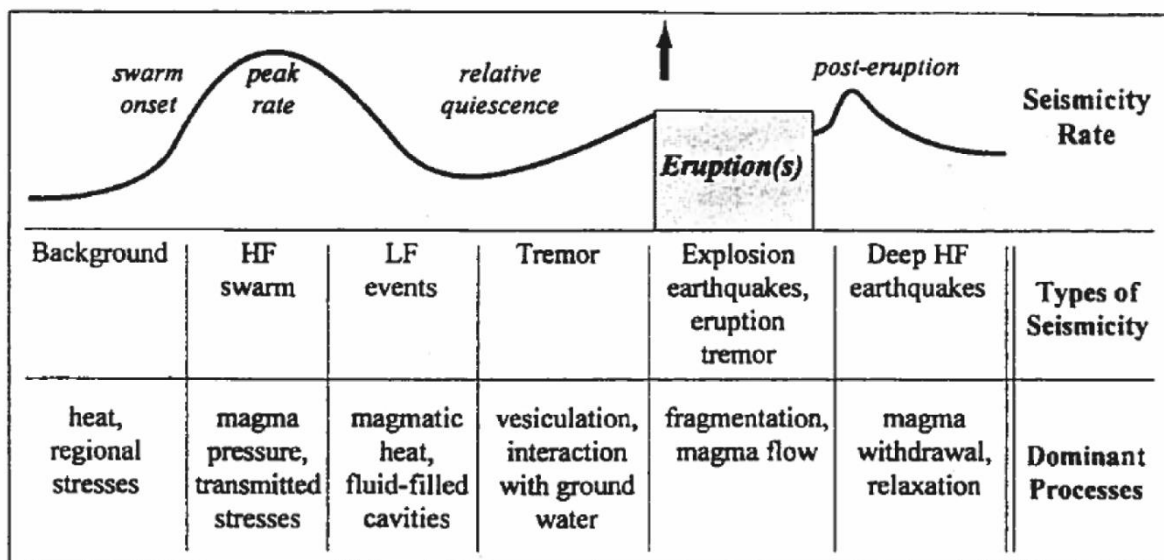 swarm
onset
peak
rate
relative
quiescence
post-eruption
Seismicity
Rate
Eruption(s)
Background
HF
swarm
LF
events
Tremor
Explosion
earthquakes,
eruption
tremor
Deep HF
earthquakes
Types of
Seismicity
heat,
regional
stresses
magma
pressure,
transmitted
stresses
magmatic
heat,
fluid-filled
cavities
vesiculation,
interaction
with ground
water
fragmentation,
magma flow
magma
withdrawal,
relaxation
Dominant
Processes